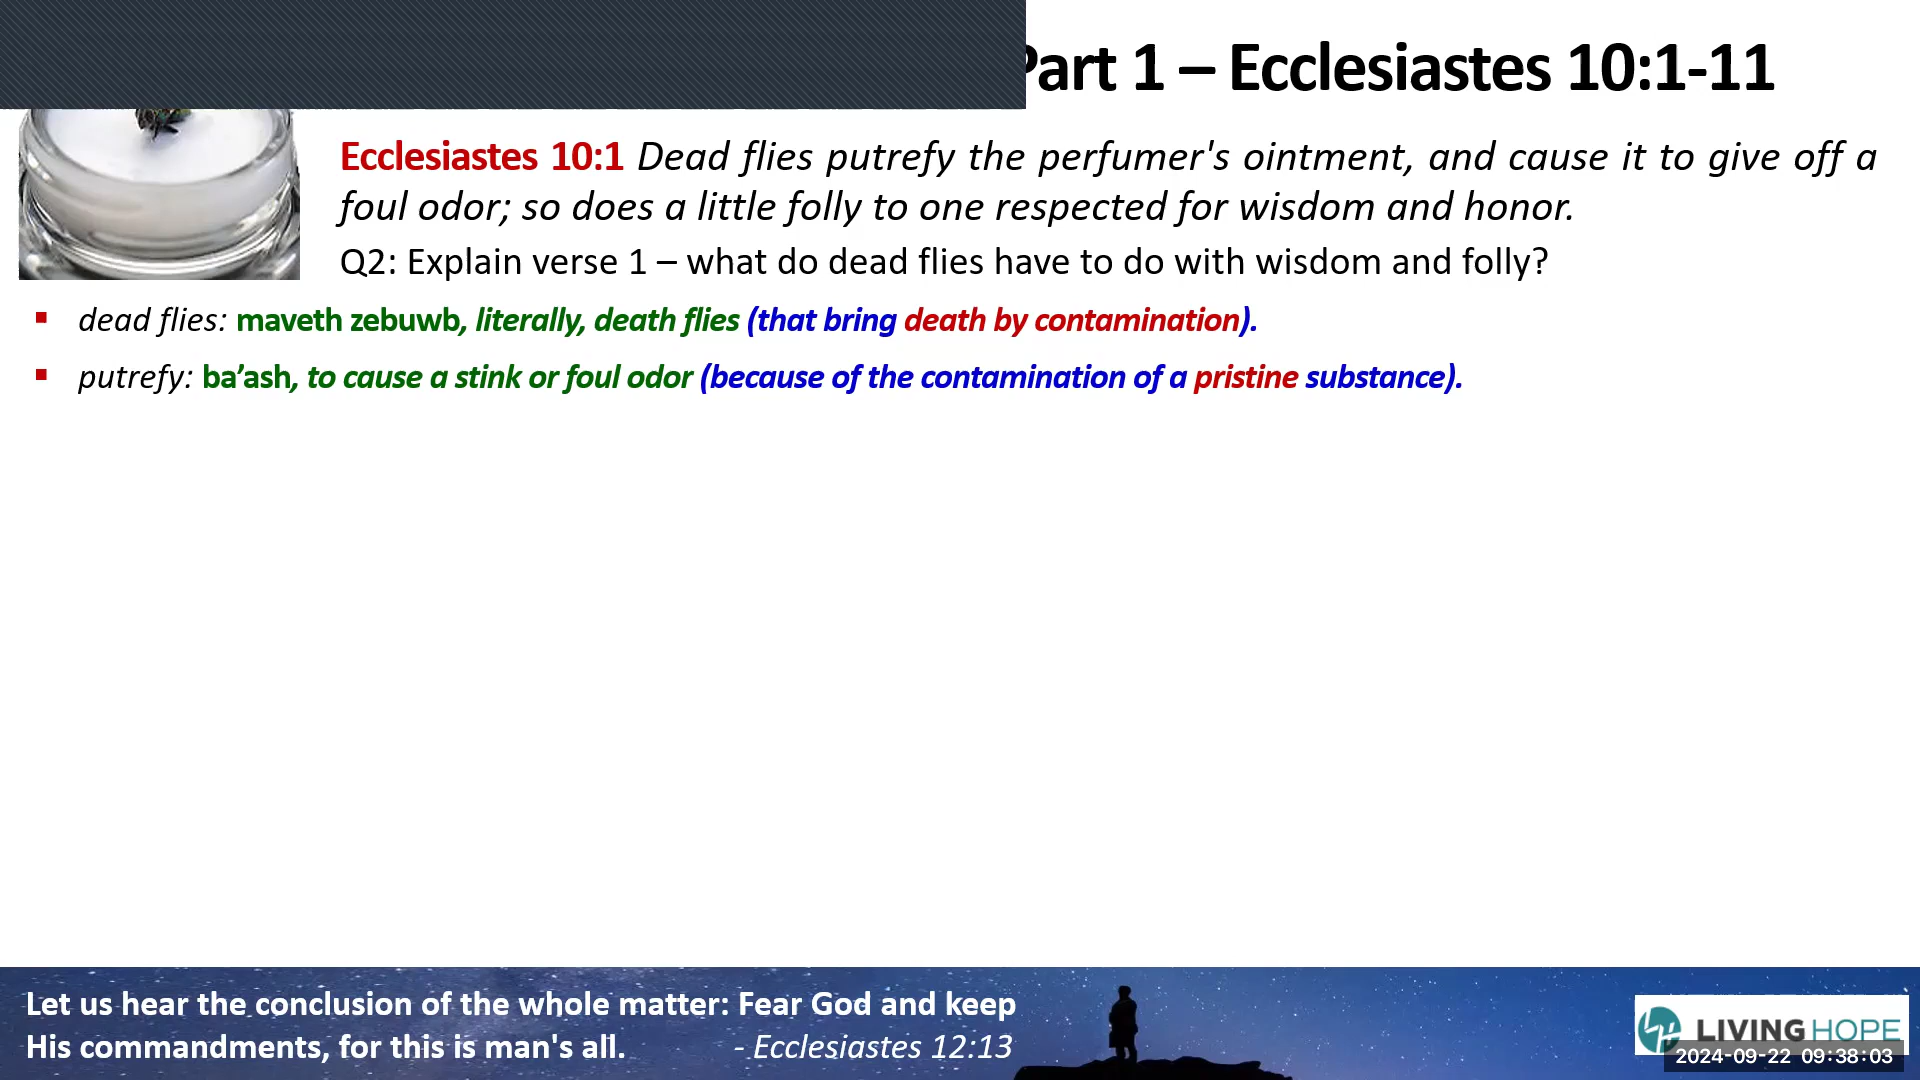 Part 1 – Ecclesiastes 10:1-11
Ecclesiastes 10:1 Dead flies putrefy the perfumer's ointment, and cause it to give off a
foul odor; so does a little folly to one respected for wisdom and honor.
Q2: Explain verse 1 – what do dead flies have to do with wisdom and folly?
▪ dead flies: maveth zebuwb, literally, death flies (that bring death by contamination).
▪ putrefy: ba’ash, to cause a stink or foul odor (because of the contamination of a pristine substance).
Let us hear the conclusion of the whole matter: Fear God and keep
His commandments, for this is man's all. - Ecclesiastes 12:13
LIVING HOPE
2024-09-22 09:38:03